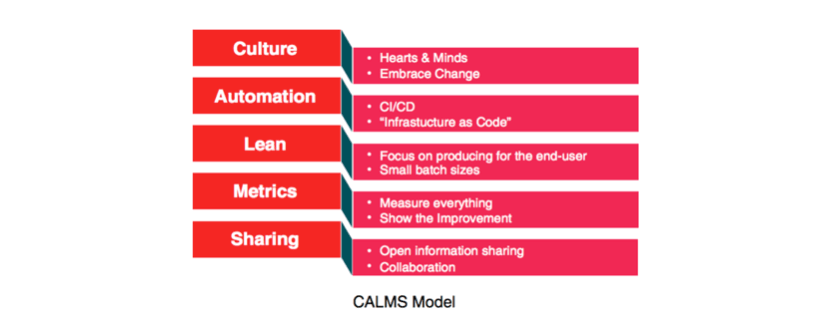 Culture
• Hearts & Minds
• Embrace Change
Automation
• CI/CD
• “Infrastucture as Code”
Lean
• Focus on producing for the end-user
• Small batch sizes
Metrics
• Measure everything
• Show the Improvement
Sharing
• Open information sharing
• Collaboration
CALMS Model